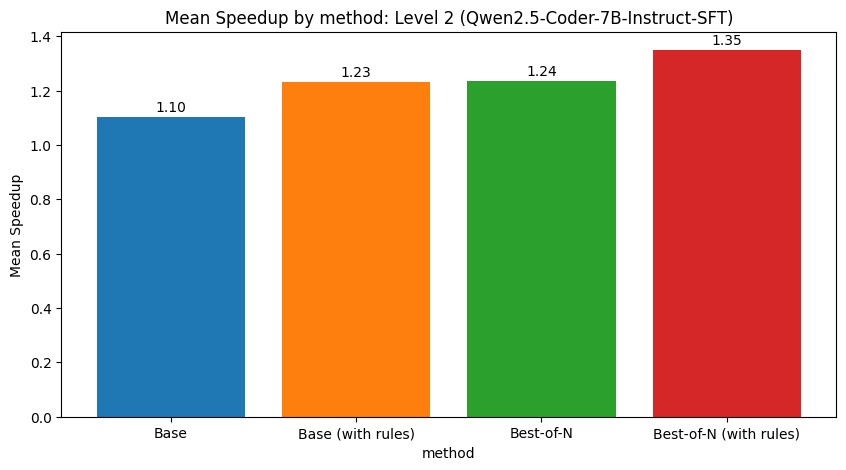 Mean Speedup by method: Level 2 (Qwen2.5-Coder-7B-Instruct-SFT)
Mean Speedup
1.4
1.2
1.0
0.8
0.6
0.4
0.2
0.0
1.10
1.23
1.24
1.35
Base
Base (with rules)
Best-of-N
Best-of-N (with rules)
method